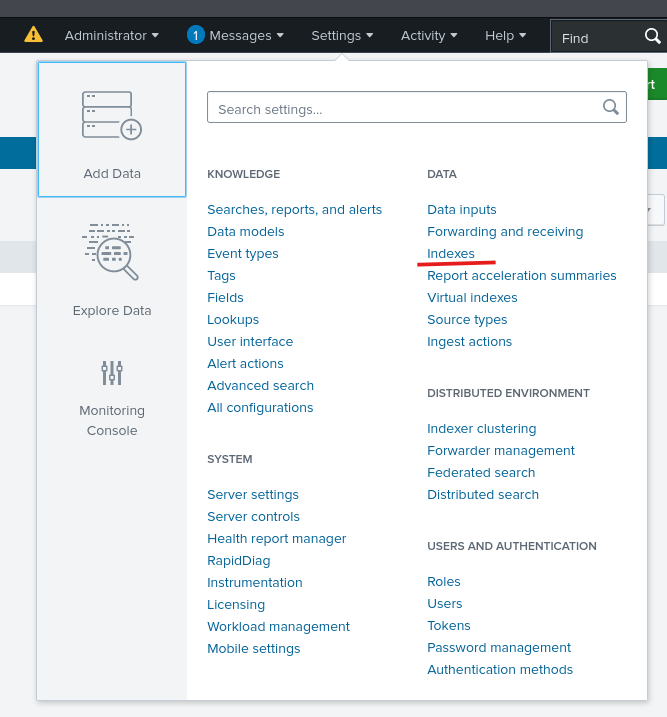 Administrator
1 Messages
Settings
Activity
Help
Find
rt
Add Data
Explore Data
Monitoring
Console
Search settings...
KNOWLEDGE
Searches, reports, and alerts
Data models
Event types
Tags
Fields
Lookups
User interface
Alert actions
Advanced search
All configurations
SYSTEM
Server settings
Server controls
Health report manager
RapidDiag
Instrumentation
Licensing
Workload management
Mobile settings
DATA
Data inputs
Forwarding and receiving
Indexes
Report acceleration summaries
Virtual indexes
Source types
Ingest actions
DISTRIBUTED ENVIRONMENT
Indexer clustering
Forwarder management
Federated search
Distributed search
USERS AND AUTHENTICATION
Roles
Users
Tokens
Password management
Authentication methods